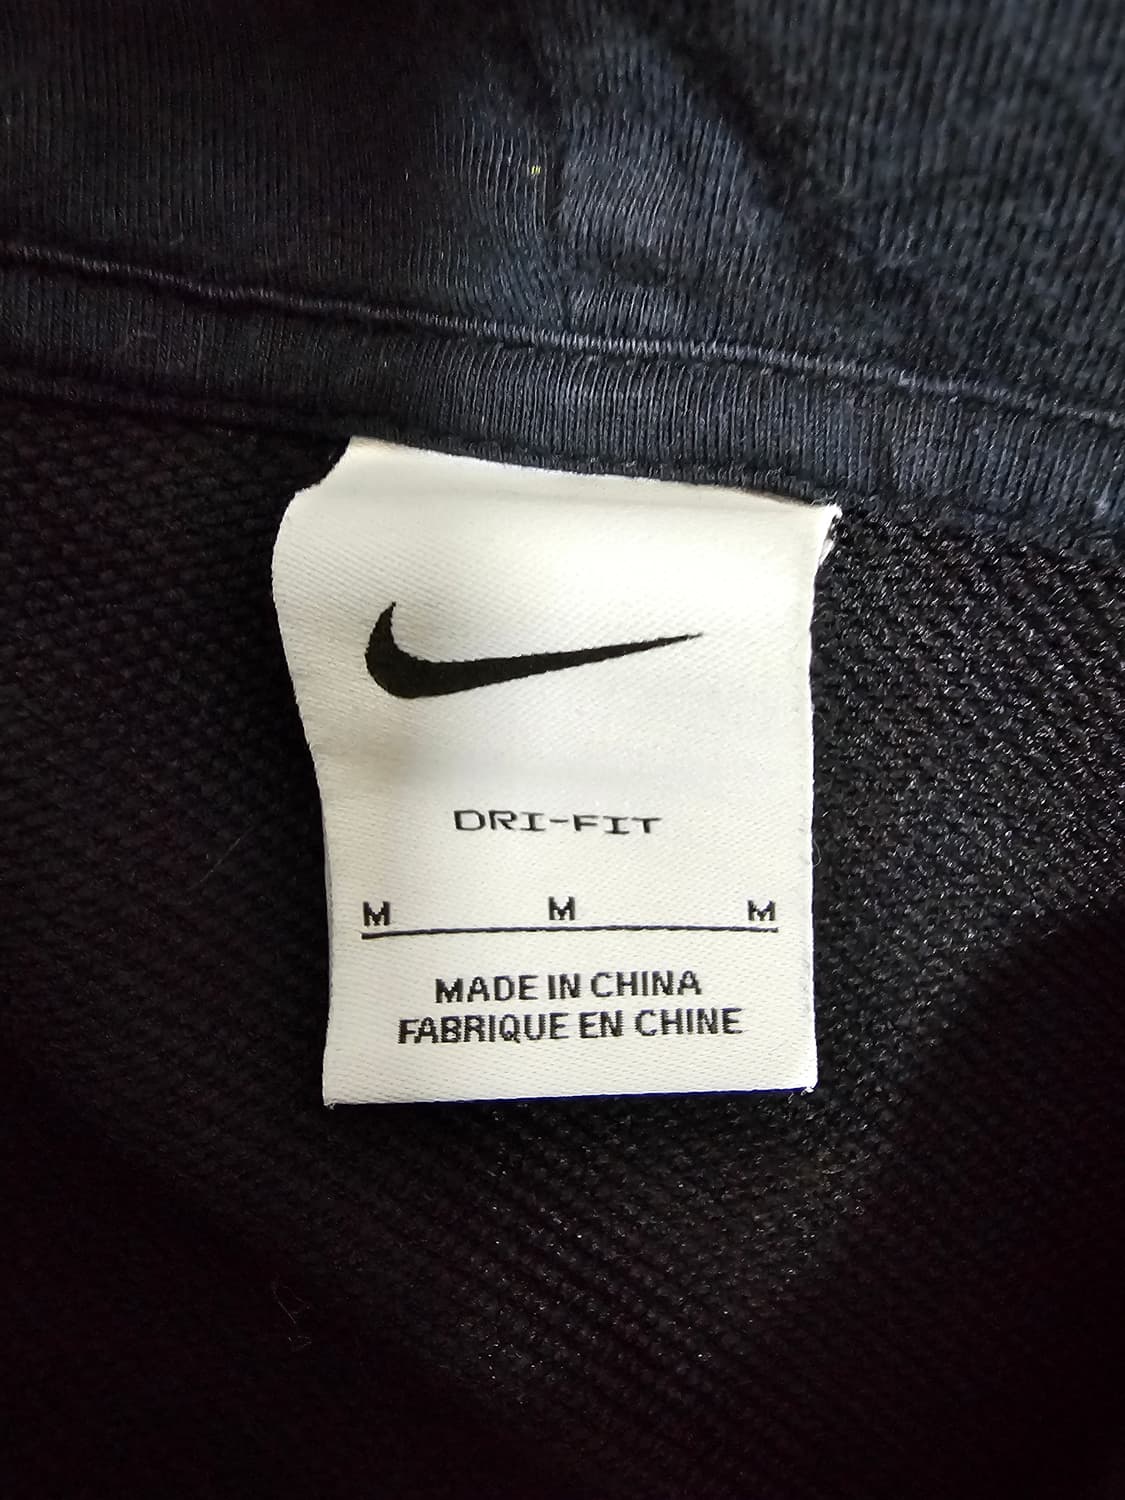 DRI-FIT
M M M
MADE IN CHINA
FABRIQUE EN CHINE